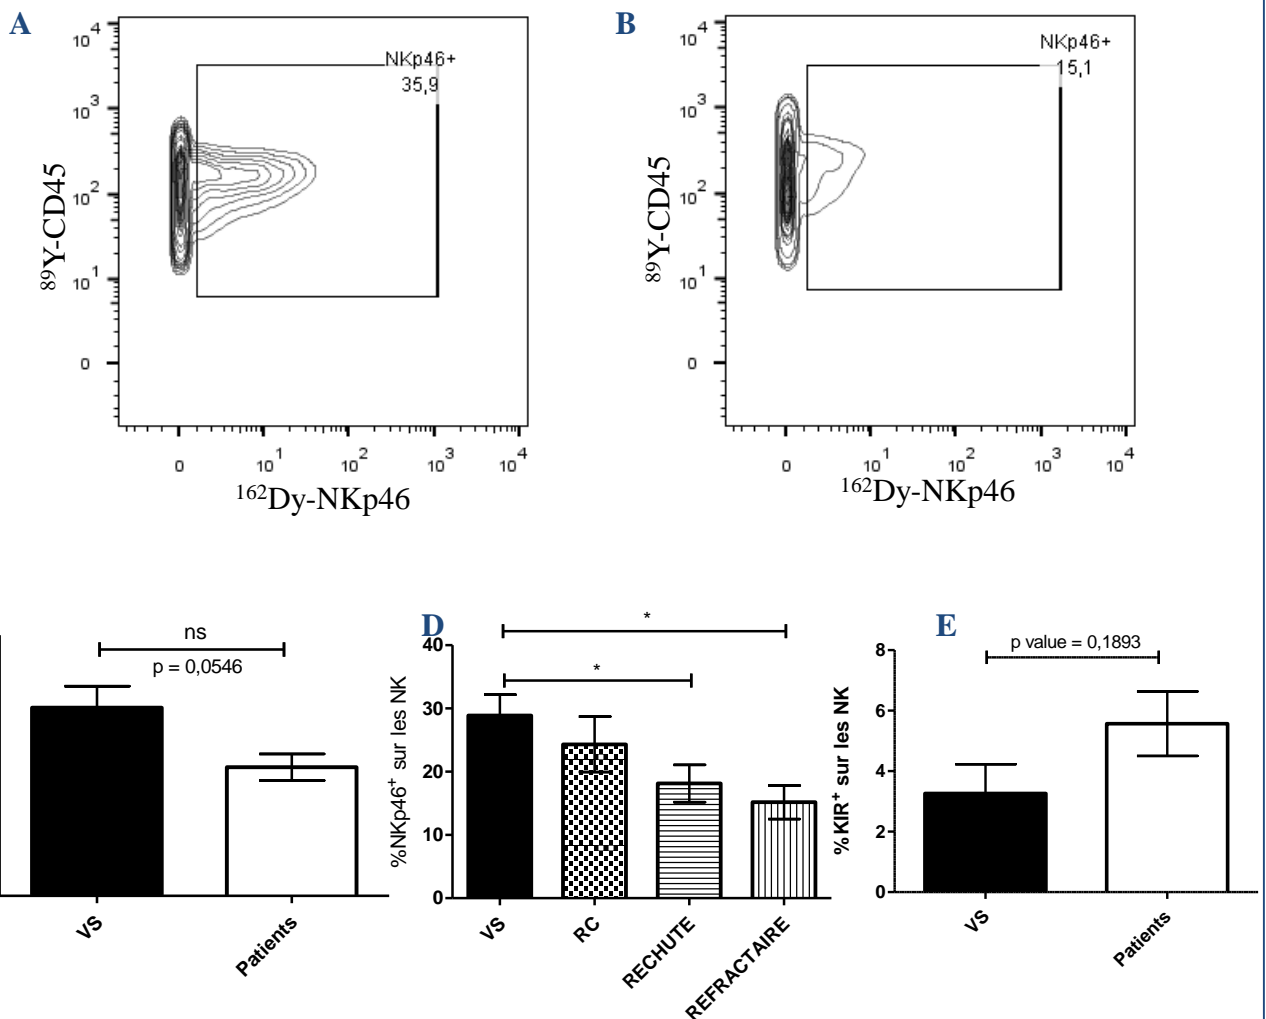 A
B
NKp46+
35,9
10⁴
10³
10²
10¹
0
⁸⁹Y-CD45
0
10¹
10²
10³
10⁴
¹⁶²Dy-NKp46
NKp46+
15,1
10⁴
10³
10²
10¹
0
⁸⁹Y-CD45
0
10¹
10²
10³
10⁴
¹⁶²Dy-NKp46
ns
p = 0,0546
VS
Patients
D
*
*
40
30
20
10
0
%NKp46⁺ sur les NK
VS
RC
RECHUTE
REFRACTAIRE
E
p value = 0,1893
8
6
4
2
0
%KIR⁺ sur les NK
VS
Patients